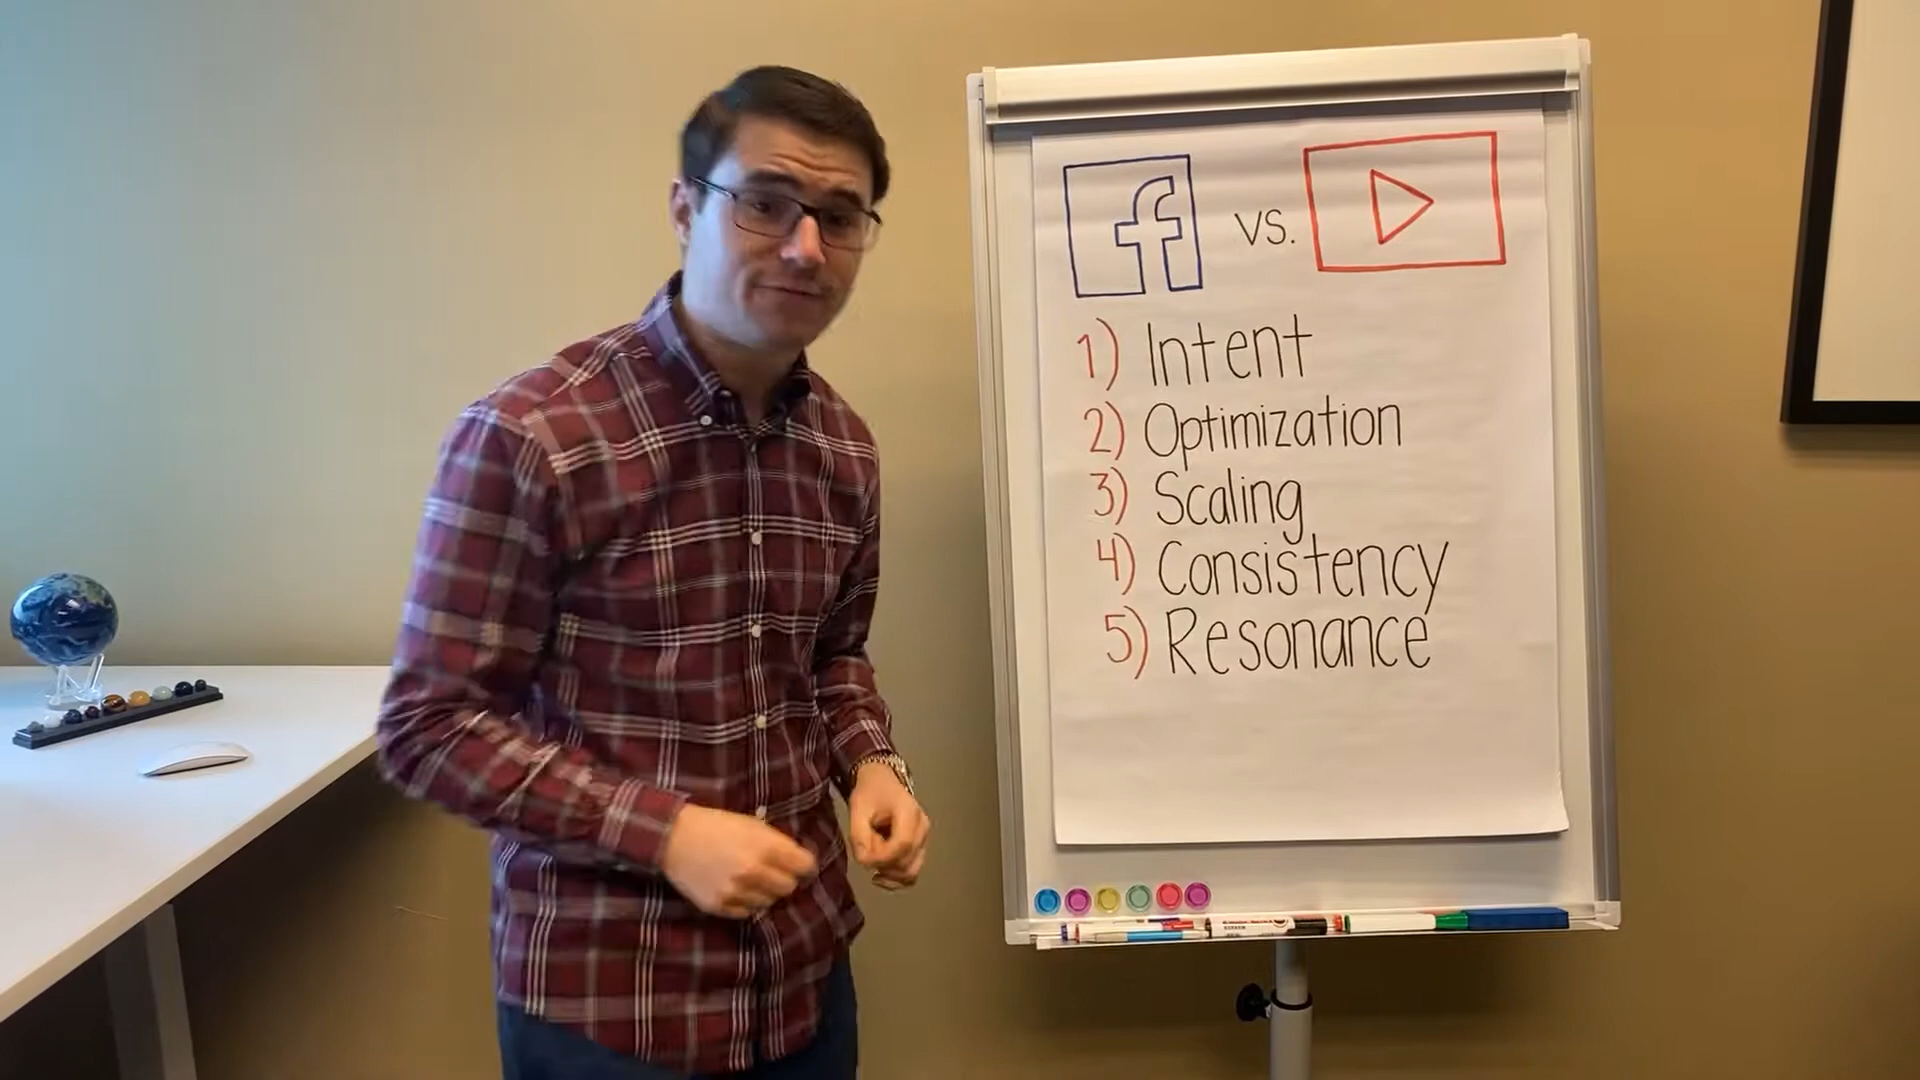 f vs.
1) Intent
2) Optimization
3) Scaling
4) Consistency
5) Resonance